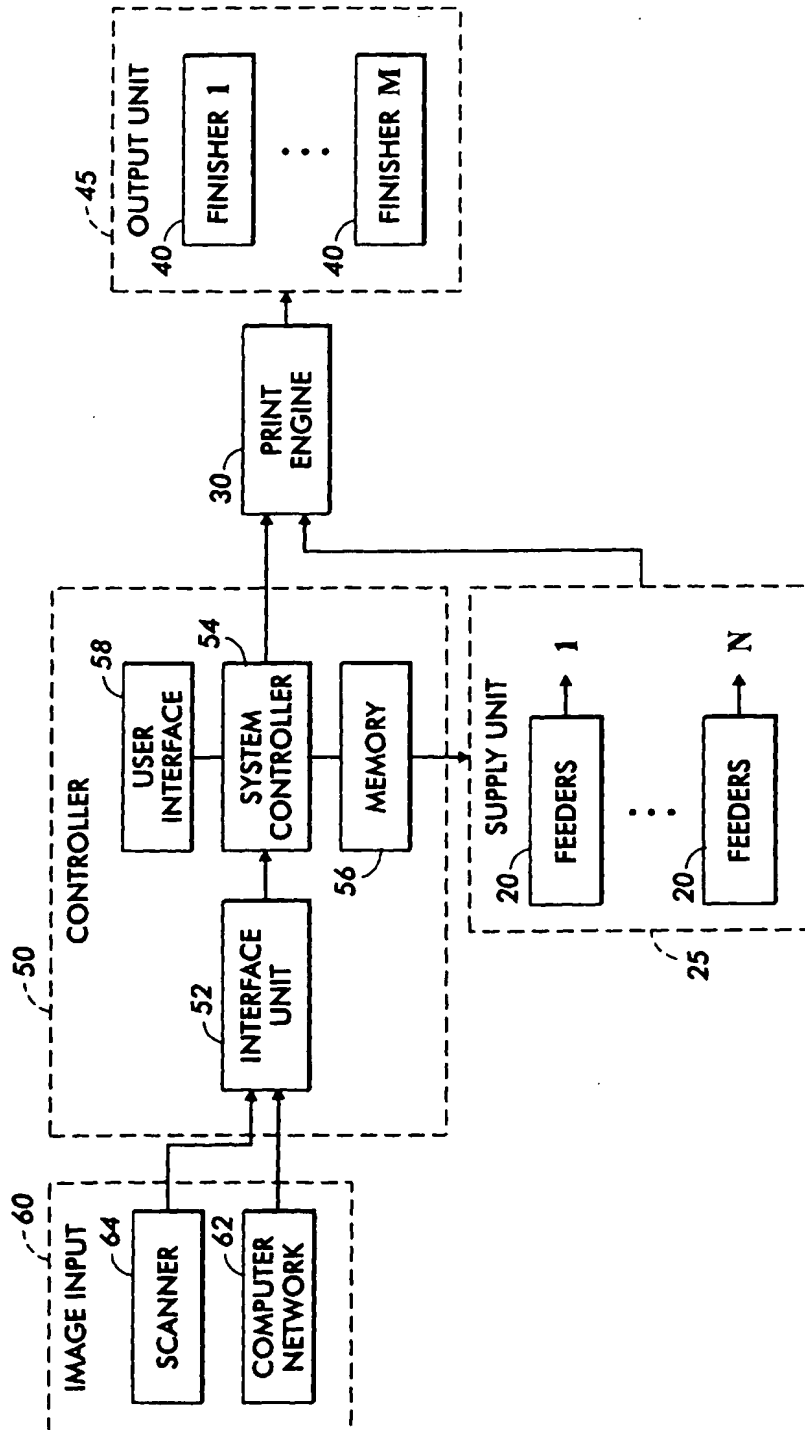 60
IMAGE INPUT
64
SCANNER
62
COMPUTER
NETWORK
50
CONTROLLER
52
INTERFACE
UNIT
58
USER
INTERFACE
54
SYSTEM
CONTROLLER
MEMORY
56
SUPPLY UNIT
20
FEEDERS
1
...
20
FEEDERS
N
25
30
PRINT
ENGINE
45
OUTPUT UNIT
40
FINISHER 1
...
40
FINISHER M